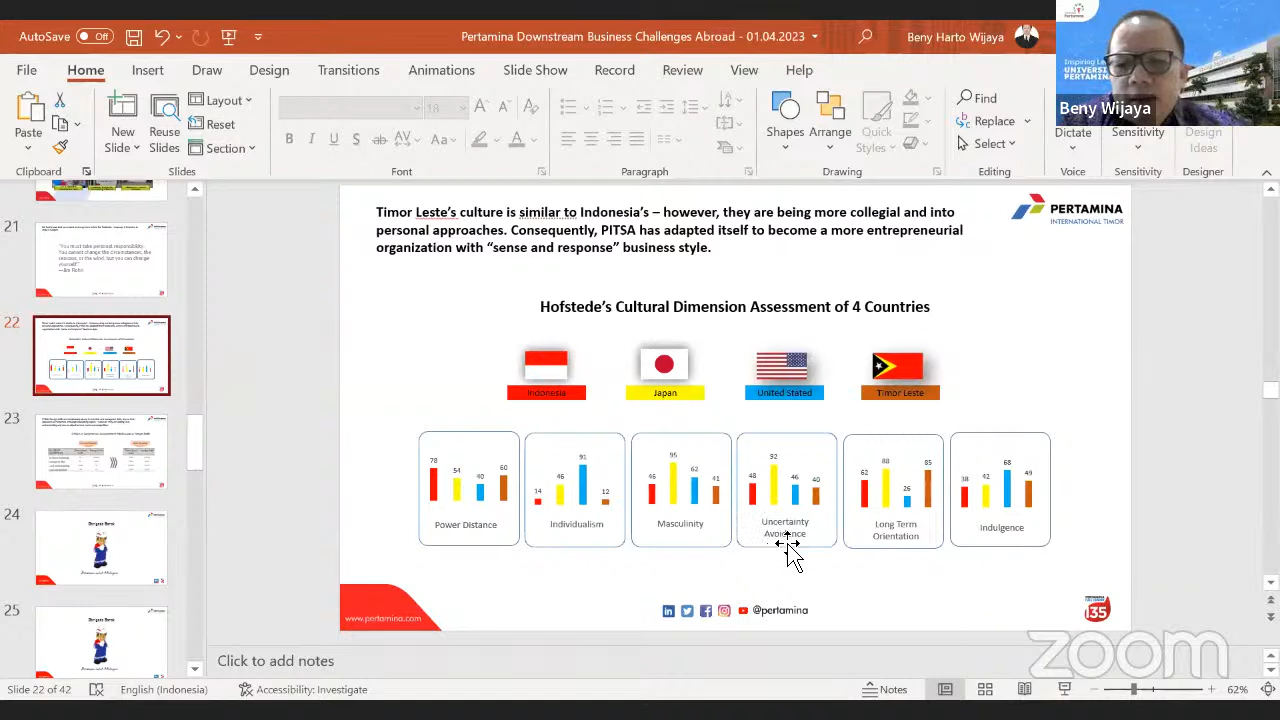 AutoSave Off
Pertamina Downstream Business Challenges Abroad - 01.04.2023
Beny Harto Wijaya
File Home Insert Draw Design Transitions Animations Slide Show Record Review View Help
Paste
New Slide
Reuse Slides
Layout
Reset
Section
Shapes
Arrange
Quick Styles
Find
Replace
Select
Dictate
Sensitivity
Design Ideas
Clipboard
Slides
Font
Paragraph
Drawing
Editing
Voice
Sensitivity
Designer
Beny Wijaya
21
22
23
24
25
Timor Leste's culture is similar to Indonesia's – however, they are being more collegial and into
personal approaches. Consequently, PITSA has adapted itself to become a more entrepreneurial
organization with "sense and response" business style.
PERTAMINA
INTERNATIONAL TIMOR
Hofstede's Cultural Dimension Assessment of 4 Countries
Indonesia
Japan
United Stated
Timor Leste
78 54 40
Power Distance
14 46 91 12
Individualism
46 95 62 41
Masculinity
48 92 46 40
Uncertainty
Avoidance
62 88 26 85
Long Term
Orientation
38 42 68 49
Indulgence
www.pertamina.com
@pertamina
135
zoom
Click to add notes
Slide 22 of 42
English (Indonesia)
Accessibility: Investigate
Notes
62%